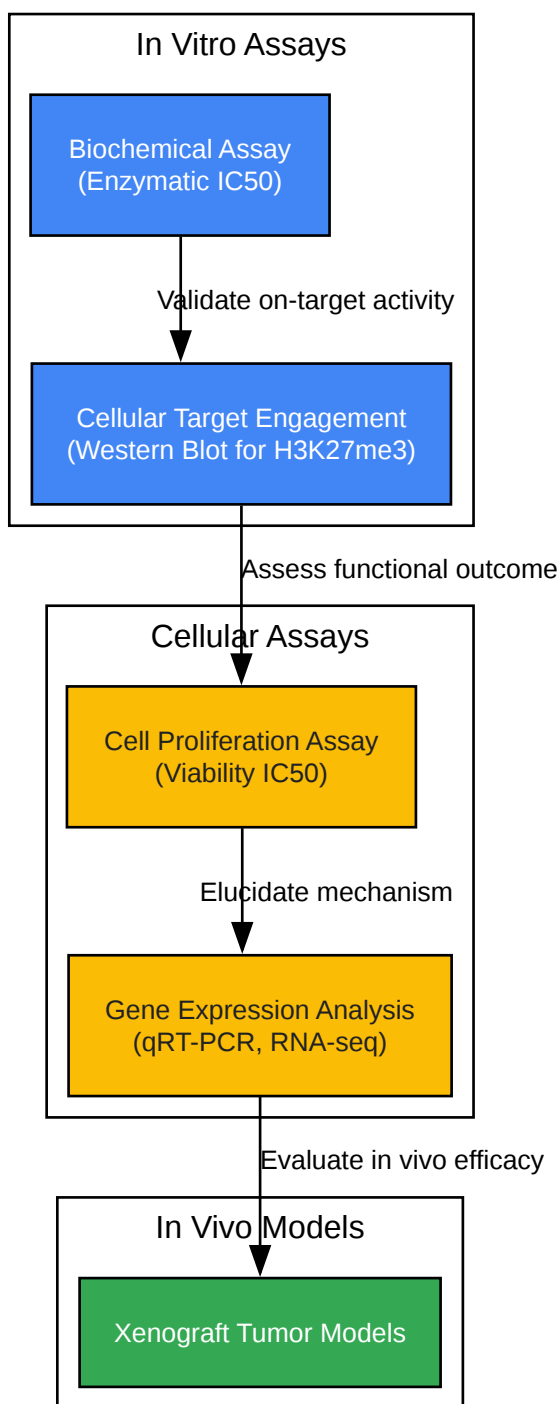 In Vitro Assays
Biochemical Assay
(Enzymatic IC50)
Validate on-target activity
Cellular Target Engagement
(Western Blot for H3K27me3)
Assess functional outcome
Cellular Assays
Cell Proliferation Assay
(Viability IC50)
Elucidate mechanism
Gene Expression Analysis
(qRT-PCR, RNA-seq)
Evaluate in vivo efficacy
In Vivo Models
Xenograft Tumor Models